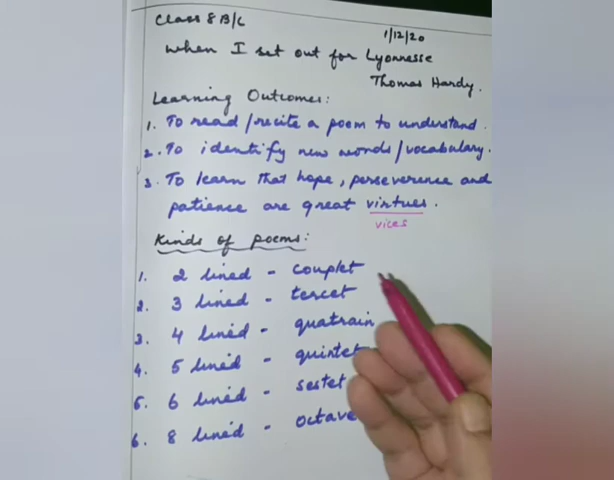 Class 8 B/C
1/12/20
When I set out for Lyonnesse
Thomas Hardy.
Learning Outcomes:
1. To read/recite a poem to understand.
2. To identify new words/vocabulary.
3. To learn that hope, perseverence and
patience are great virtues.
vices
Kinds of poems:
1. 2 lined - couplet
2. 3 lined - tercet
3. 4 lined - quatrain
4. 5 lined - quintet
5. 6 lined - sestet
6. 8 lined - octave